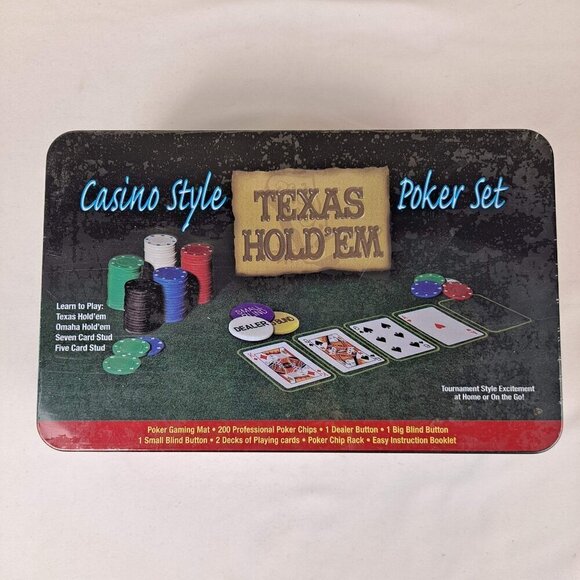 Casino Style
TEXAS
HOLD'EM
Poker Set
Learn to Play:
Texas Hold'em
Omaha Hold'em
Seven Card Stud
Five Card Stud
SMALL
BLIND
DEALER
BLIND
Tournament Style Excitement
at Home or On the Go!
Poker Gaming Mat • 200 Professional Poker Chips • 1 Dealer Button • 1 Big Blind Button
1 Small Blind Button • 2 Decks of Playing cards • Poker Chip Rack • Easy Instruction Booklet